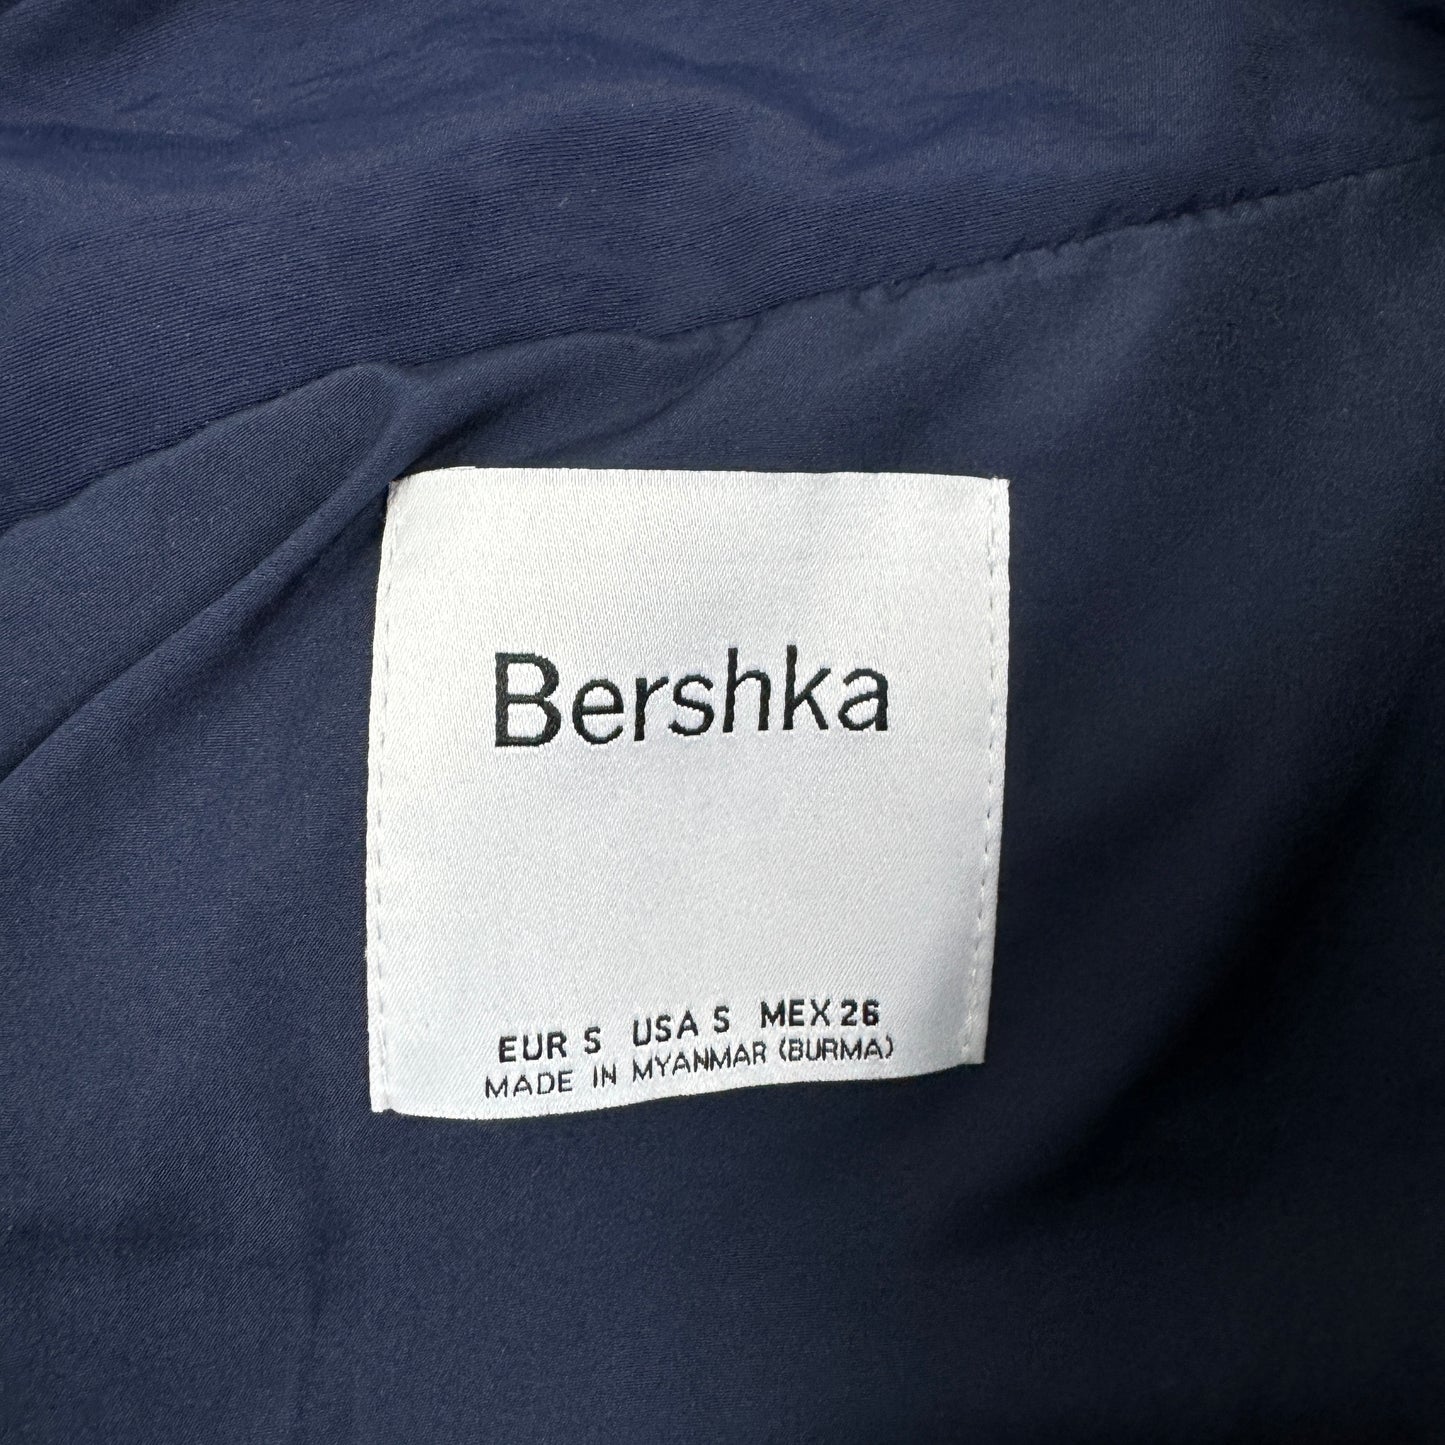 Bershka
EUR S USA S MEX 26
MADE IN MYANMAR (BURMA)